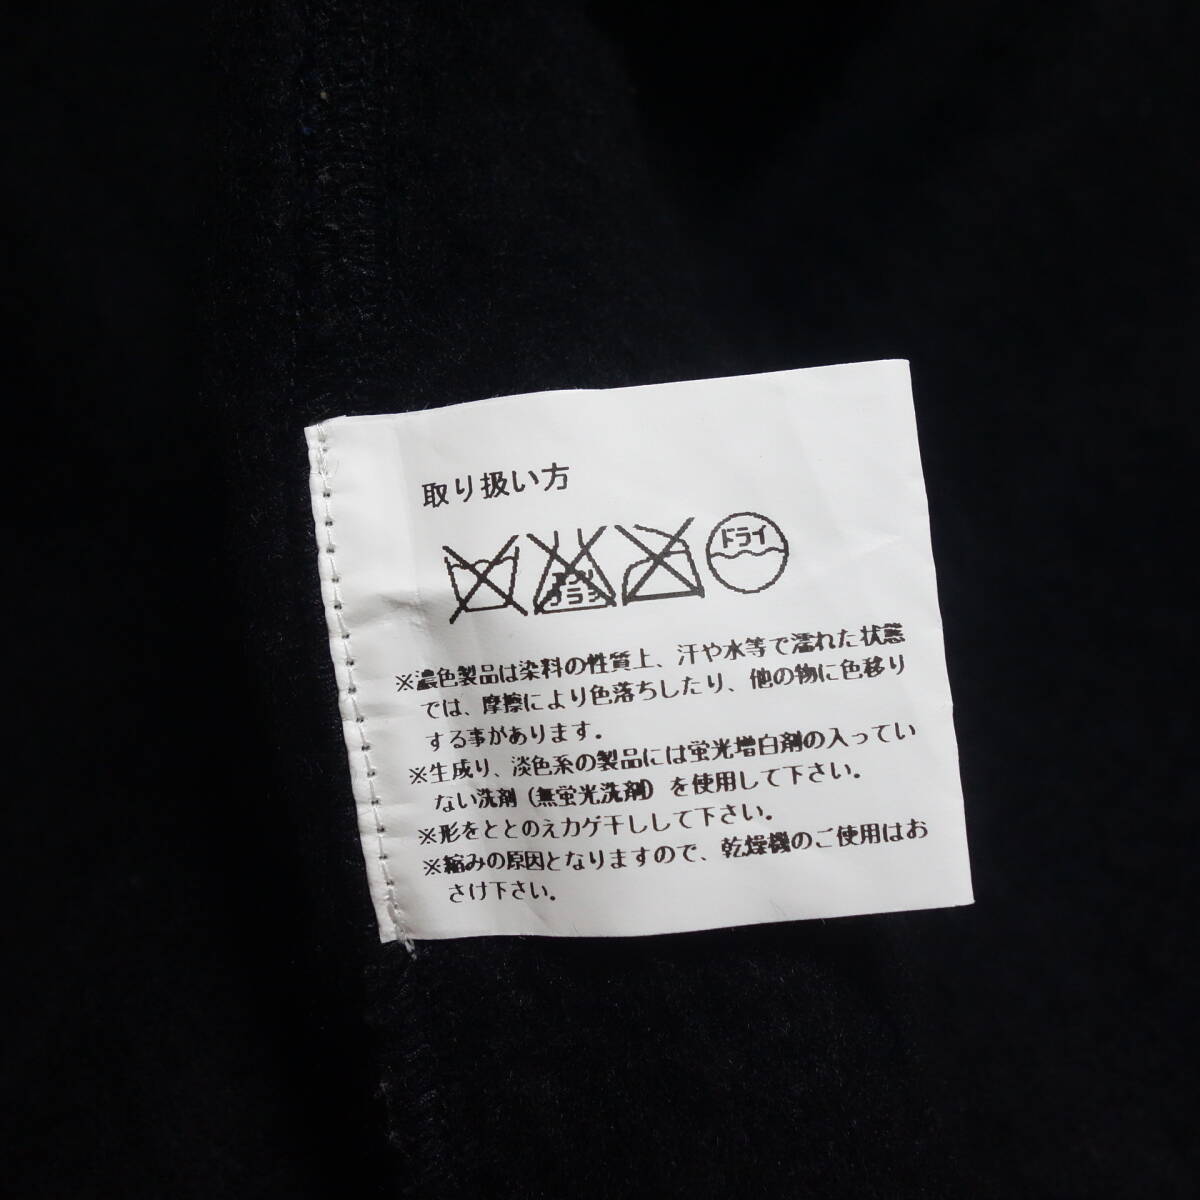 取り扱い方
エンソ
サラシ
ドライ
※濃色製品は染料の性質上、汗や水等で濡れた状態
では、摩擦により色落ちしたり、他の物に色移り
する事があります。
※生成り、淡色系の製品には蛍光増白剤の入ってい
ない洗剤（無蛍光洗剤）を使用して下さい。
※形をととのえカゲ干しして下さい。
※縮みの原因となりますので、乾燥機のご使用はお
さけ下さい。